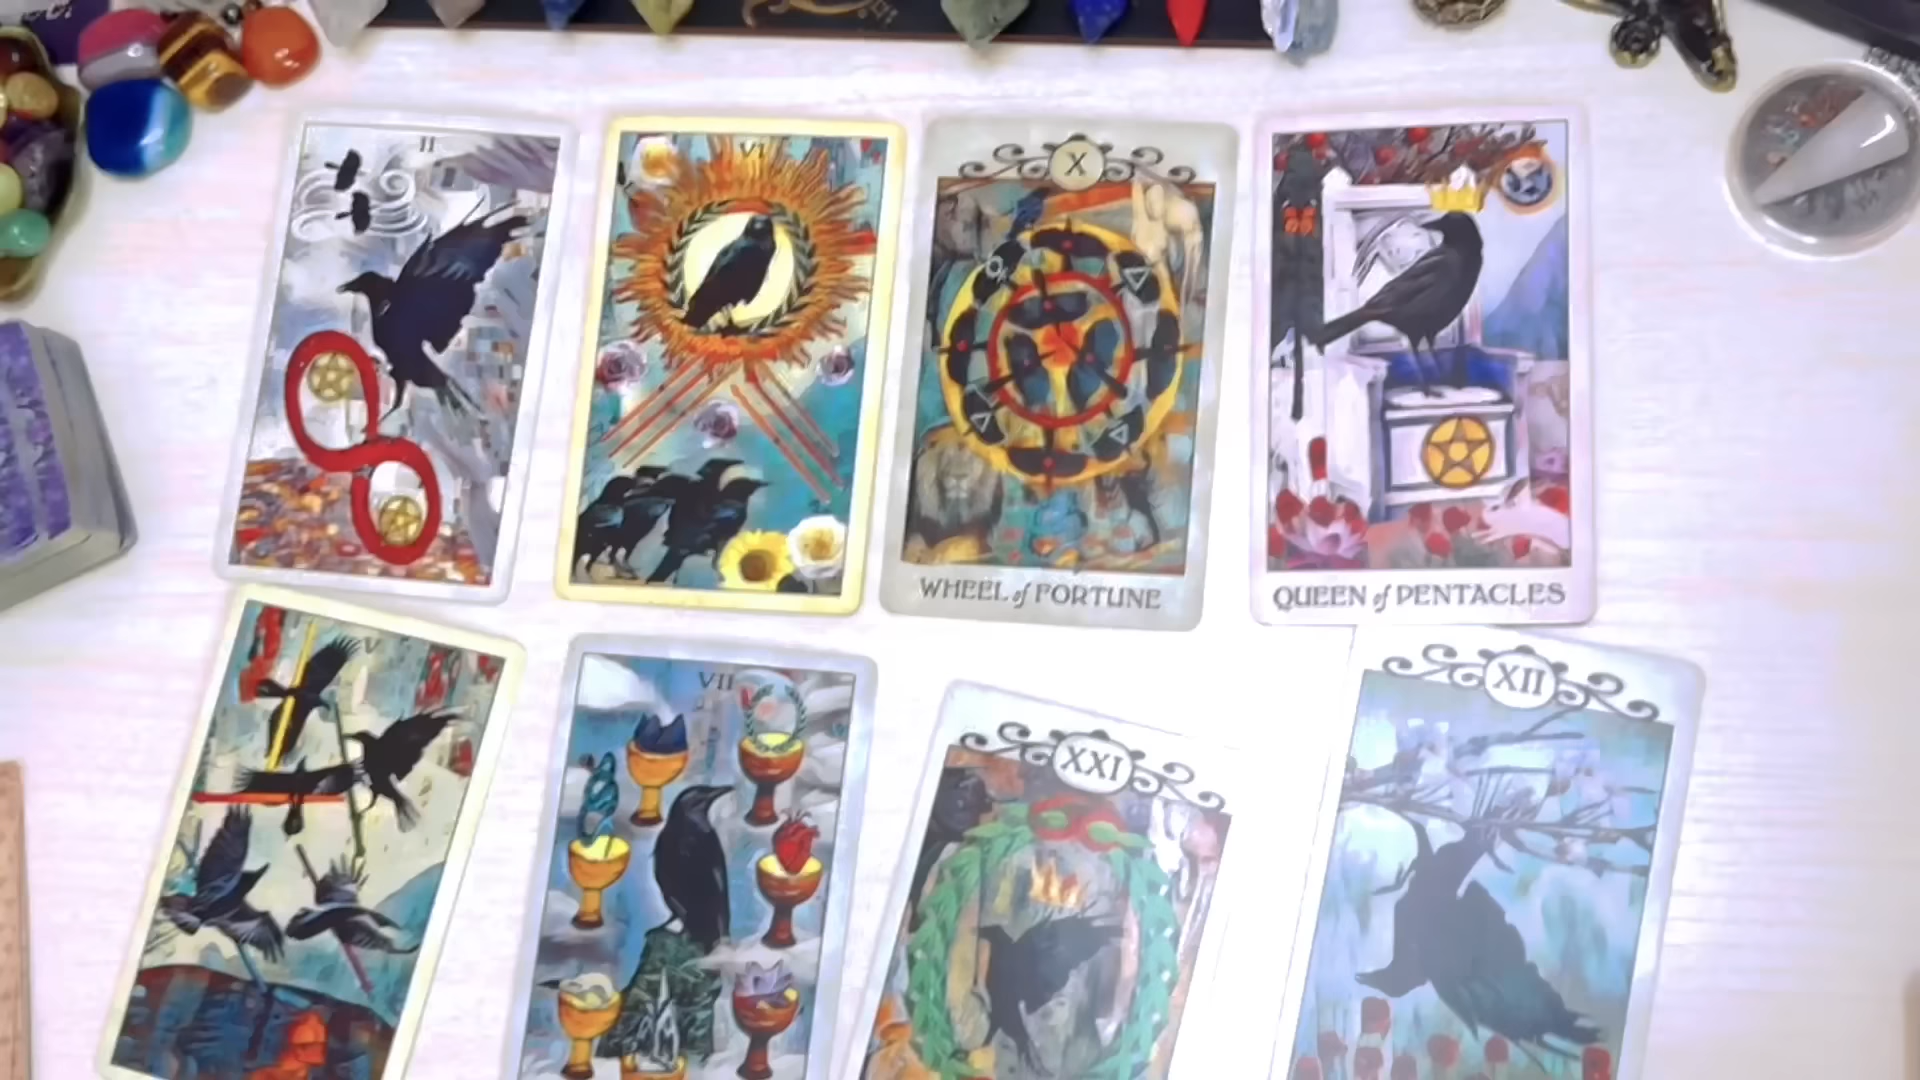 II
VI
X
WHEEL of FORTUNE
QUEEN of PENTACLES
V
VII
XXI
XII